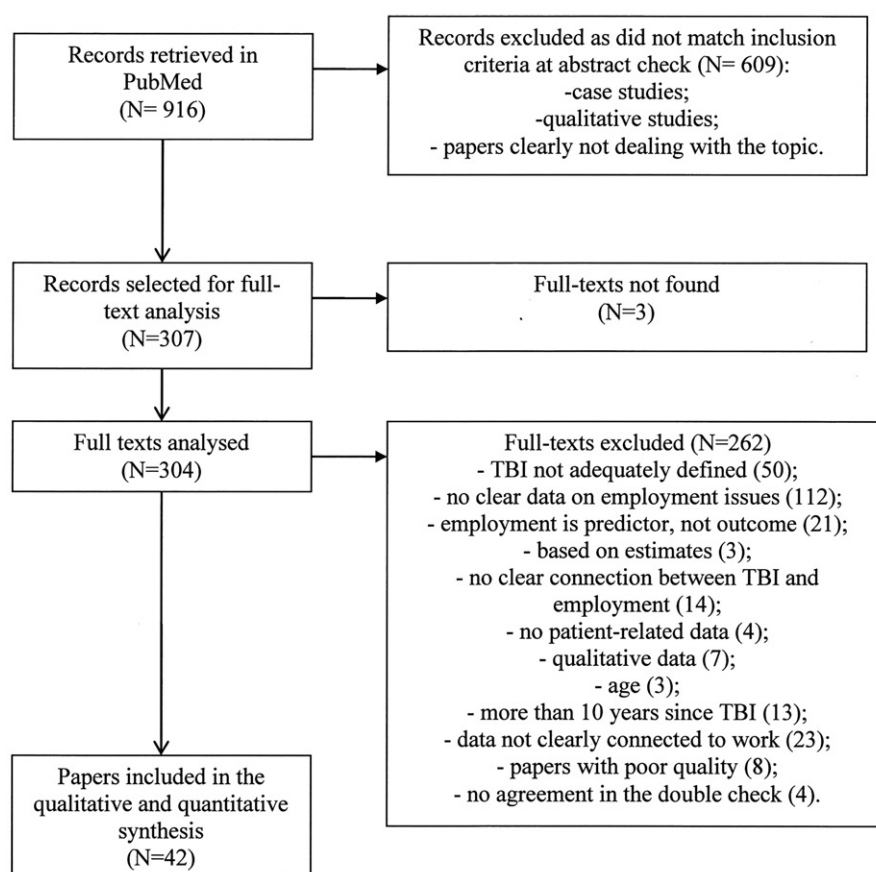 Records retrieved in
PubMed
(N= 916)
Records excluded as did not match inclusion
criteria at abstract check (N= 609):
-case studies;
-qualitative studies;
- papers clearly not dealing with the topic.
Records selected for full-
text analysis
(N=307)
Full-texts not found
(N=3)
Full texts analysed
(N=304)
Full-texts excluded (N=262)
- TBI not adequately defined (50);
- no clear data on employment issues (112);
- employment is predictor, not outcome (21);
- based on estimates (3);
- no clear connection between TBI and
employment (14);
- no patient-related data (4);
- qualitative data (7);
- age (3);
- more than 10 years since TBI (13);
- data not clearly connected to work (23);
- papers with poor quality (8);
- no agreement in the double check (4).
Papers included in the
qualitative and quantitative
synthesis
(N=42)